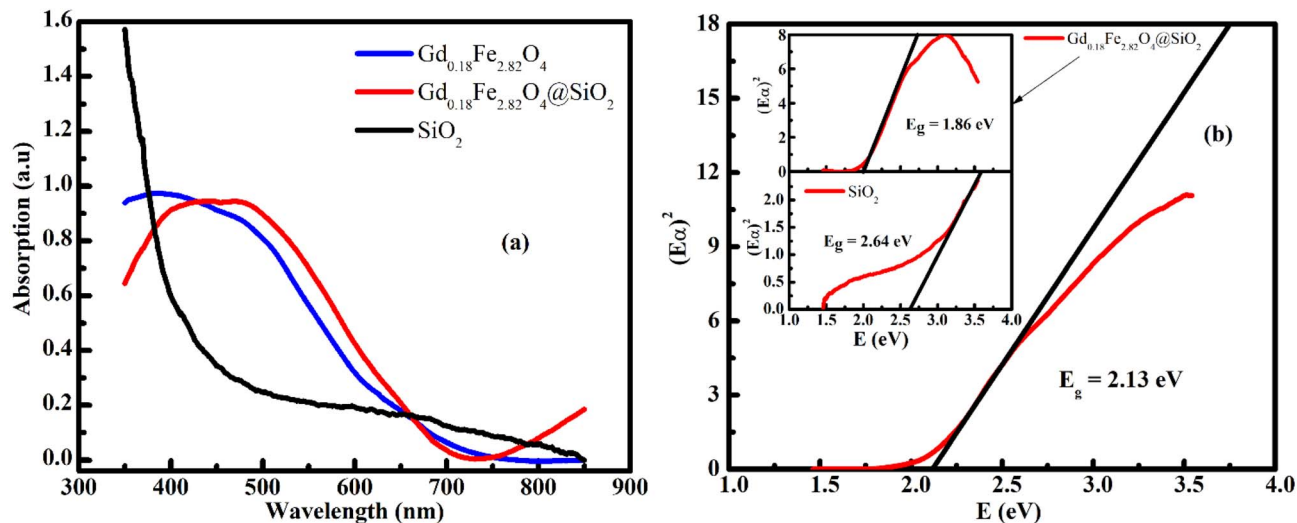 1.6
1.4
1.2
1.0
0.8
0.6
0.4
0.2
0.0
Absorption (a.u)
Gd₀.₁₈Fe₂.₈₂O₄
Gd₀.₁₈Fe₂.₈₂O₄@SiO₂
SiO₂
(a)
300 400 500 600 700 800 900
Wavelength (nm)
18
15
12
9
6
3
0
(Eα)²
8
6
4
2
0
(Eα)²
E_g = 1.86 eV
Gd₀.₁₈Fe₂.₈₂O₄@SiO₂
2.0
1.5
1.0
0.5
0.0
(Eα)²
SiO₂
E_g = 2.64 eV
1.0 1.5 2.0 2.5 3.0 3.5 4.0
E (eV)
(b)
E_g = 2.13 eV
1.0 1.5 2.0 2.5 3.0 3.5 4.0
E (eV)